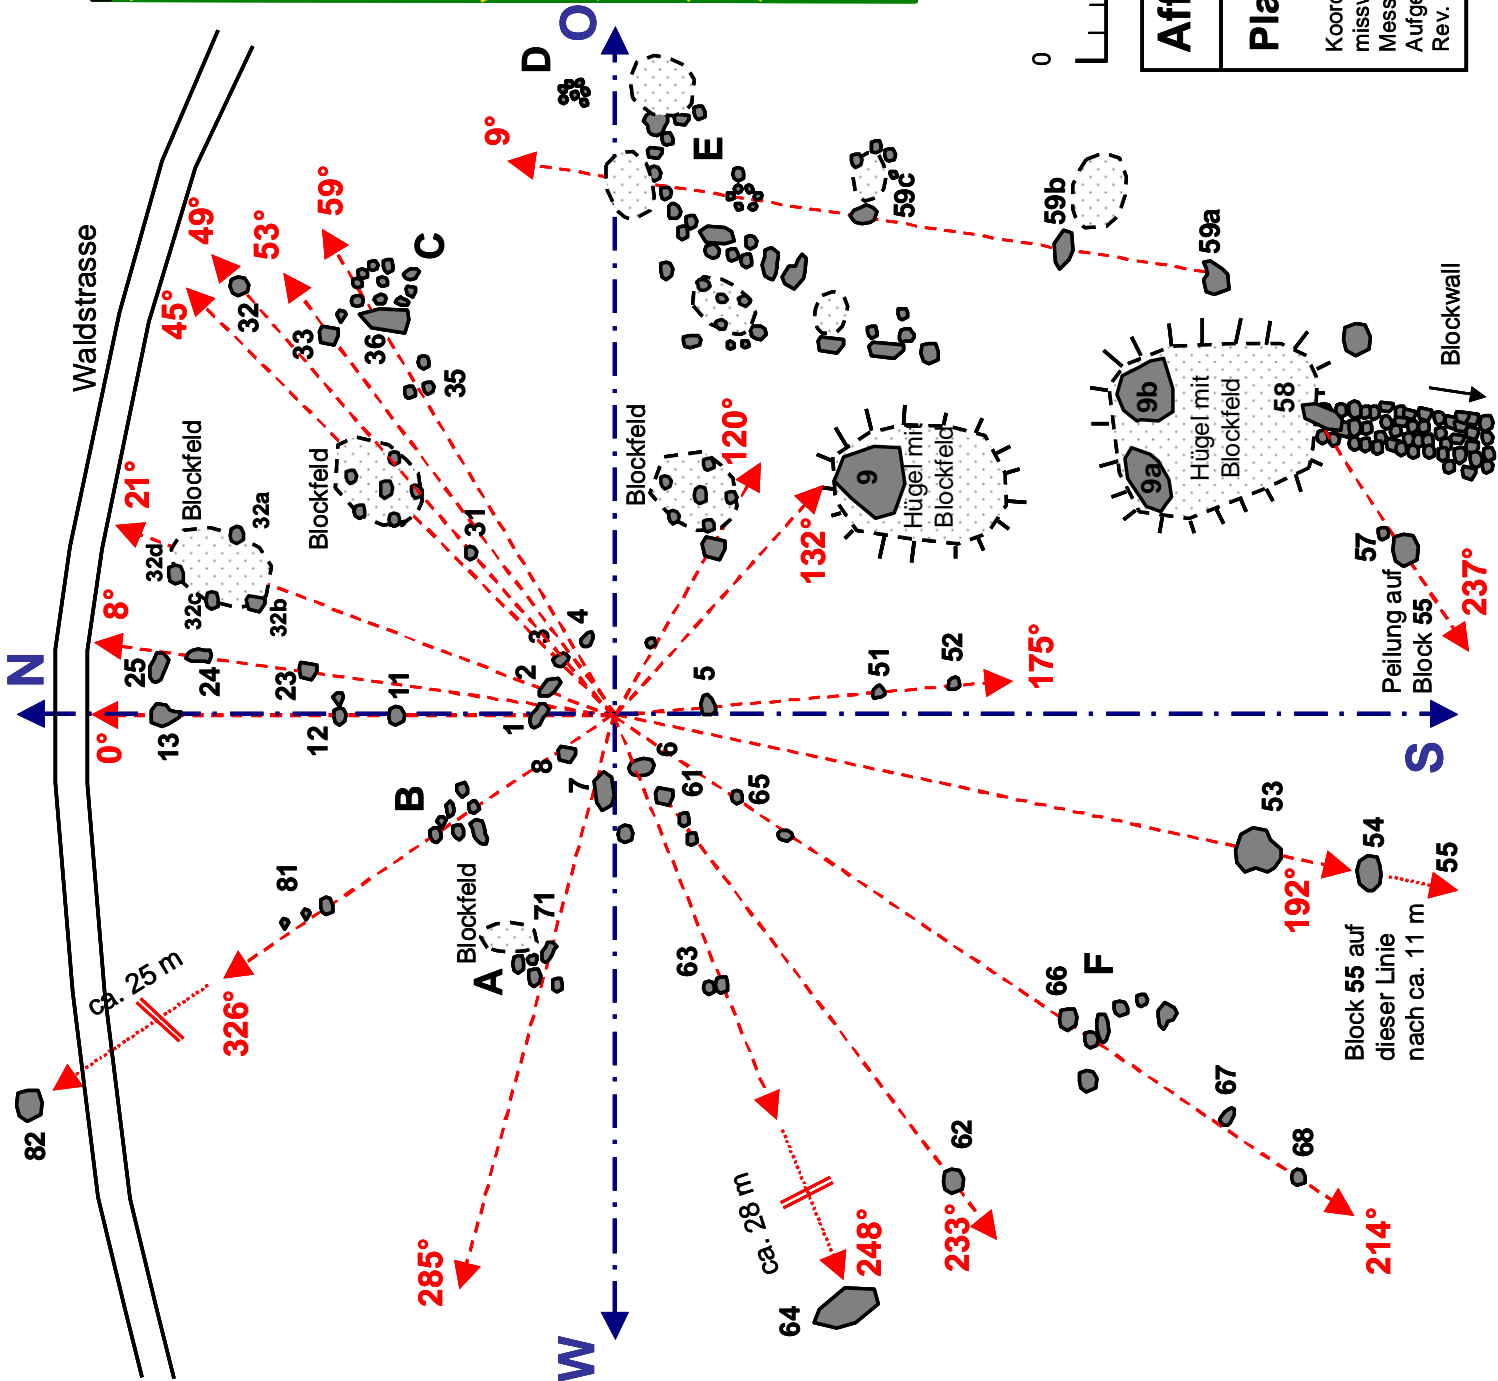 N
O
S
W
Waldstrasse
0°
8°
21°
45°
49°
53°
59°
9°
120°
132°
175°
192°
214°
233°
237°
248°
285°
326°
A
B
C
D
E
F
1
2
3
4
5
6
7
8
9
9a
9b
11
12
13
23
24
25
31
32
32a
32b
32c
32d
33
35
36
51
52
53
54
55
57
58
59a
59b
59c
61
62
63
64
65
66
67
68
71
81
82
Blockfeld
Blockfeld
Blockfeld
Blockfeld
Hügel mit
Blockfeld
Hügel mit
Blockfeld
Blockwall
Peilung auf
Block 55
Block 55 auf
dieser Linie
nach ca. 11 m
ca. 25 m
ca. 28 m
0
Aff
Pla
Koord
missv
Mess
Aufge
Rev.